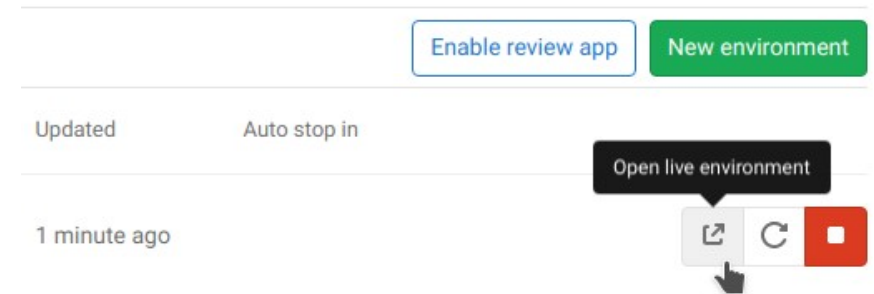 Enable review app
New environment
Updated
Auto stop in
Open live environment
1 minute ago